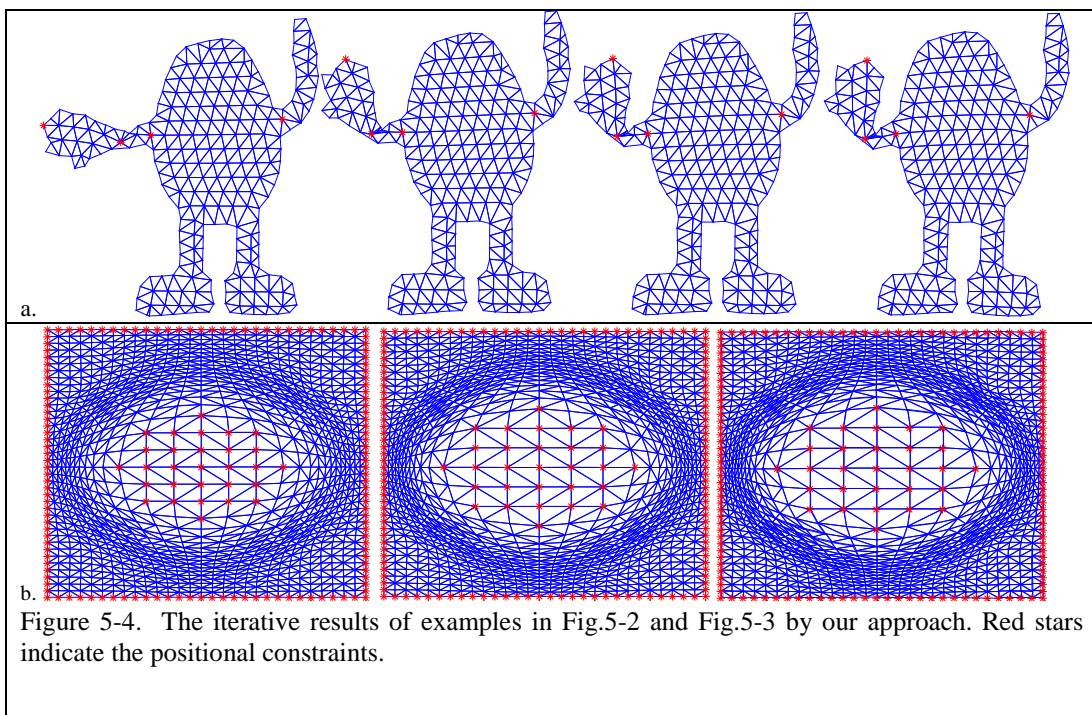 a.
b.
Figure 5-4. The iterative results of examples in Fig.5-2 and Fig.5-3 by our approach. Red stars
indicate the positional constraints.